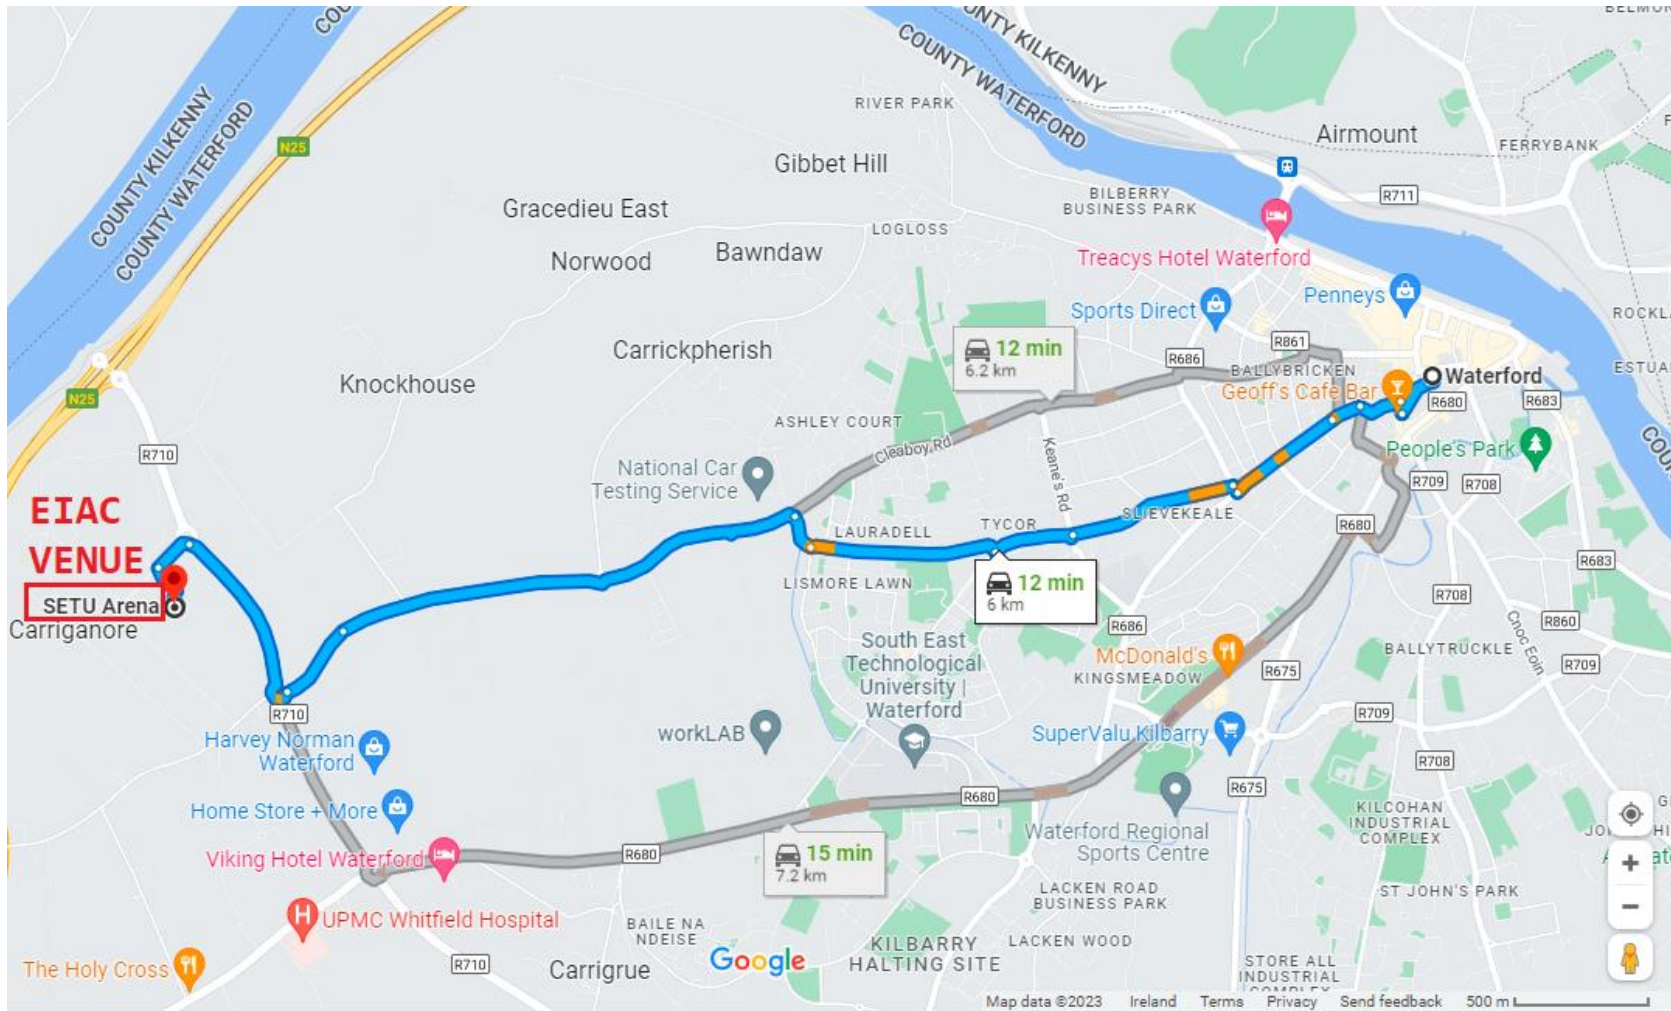 COUNTY KILKENNY
COUNTY WATERFORD
BELMON
COUNTY KILKENNY
COUNTY WATERFORD
RIVER PARK
Airmount
FERRYBANK
N25
Gibbet Hill
R711
BILBERRY
BUSINESS PARK
Gracedieu East
LOGLOSS
Norwood
Bawndaw
Treacys Hotel Waterford
Sports Direct
Penneys
ROCKL
12 min
6.2 km
R861
R686
Carrickpherish
BALLYBRICKEN
ESTUA
Knockhouse
Waterford
Geoff's Cafe Bar
N25
R680
R683
ASHLEY COURT
Cleaboy Rd
Keane's Rd
People's Park
R710
National Car
Testing Service
R709
R708
EIAC
VENUE
SLIEVEKEALE
TYCOR
LAURADELL
R680
R683
12 min
6 km
LISMORE LAWN
SETU Arena
Carriganore
R708
R686
R860
Cnoc Eoin
South East
Technological
University |
Waterford
McDonald's
KINGSMEADOW
BALLYTRUCKLE
R675
R709
R710
R709
workLAB
SuperValu Kilbarry
Harvey Norman
Waterford
R708
R675
R680
Home Store + More
KILCOHAN
INDUSTRIAL
COMPLEX
Waterford Regional
Sports Centre
R680
15 min
7.2 km
Viking Hotel Waterford
LACKEN ROAD
BUSINESS PARK
ST JOHN'S PARK
UPMC Whitfield Hospital
BAILE NA
NDEISE
KILBARRY
HALTING SITE
LACKEN WOOD
Google
The Holy Cross
R710
Carrigrue
STORE ALL
INDUSTRIAL
COMPLEX
Map data ©2023 Ireland Terms Privacy Send feedback 500 m